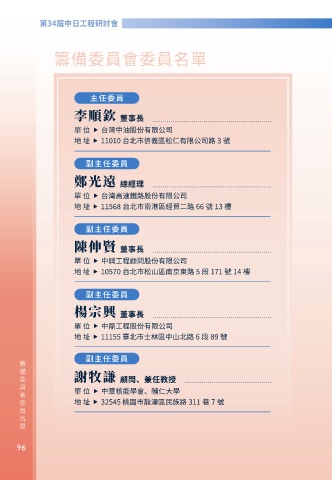 第34屆中日工程研討會
籌備委員會委員名單
主任委員
李順欽 董事長
單 位 ▶ 台灣中油股份有限公司
地 址 ▶ 11010 台北市信義區松仁有限公司路 3 號
副主任委員
鄭光遠 總經理
單 位 ▶ 台灣高速鐵路股份有限公司
地 址 ▶ 11568 台北市南港區經貿二路 66 號 13 樓
副主任委員
陳伸賢 董事長
單 位 ▶ 中興工程顧問股份有限公司
地 址 ▶ 10570 台北市松山區南京東路 5 段 171 號 14 樓
副主任委員
楊宗興 董事長
單 位 ▶ 中鼎工程股份有限公司
地 址 ▶ 11155 臺北市士林區中山北路 6 段 89 號
副主任委員
謝牧謙 顧問、兼任教授
單 位 ▶ 中華核能學會、輔仁大學
地 址 ▶ 32545 桃園市龍潭區民族路 311 巷 7 號
籌備委員會委員名單
96